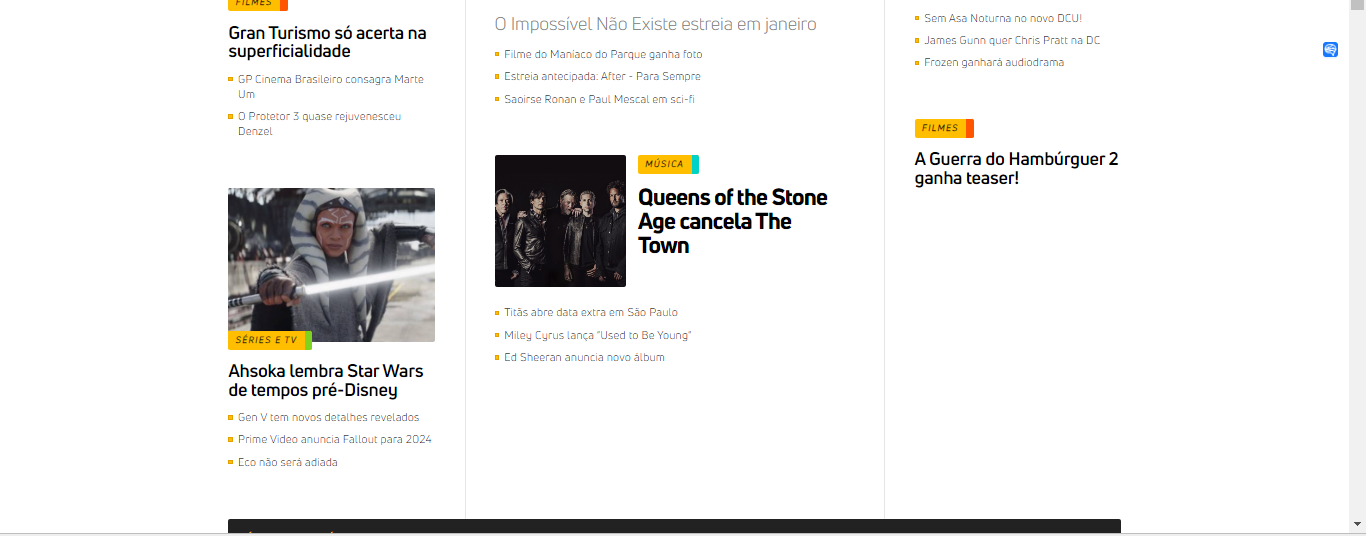 FILMES
Gran Turismo só acerta na
superficialidade
GP Cinema Brasileiro consagra Marte
Um
O Protetor 3 quase rejuvenesceu
Denzel
SÉRIES E TV
Ahsoka lembra Star Wars
de tempos pré-Disney
Gen V tem novos detalhes revelados
Prime Video anuncia Fallout para 2024
Eco não será adiada
O Impossível Não Existe estreia em janeiro
Filme do Maníaco do Parque ganha foto
Estreia antecipada: After - Para Sempre
Saoirse Ronan e Paul Mescal em sci-fi
MÚSICA
Queens of the Stone
Age cancela The
Town
Titãs abre data extra em São Paulo
Miley Cyrus lança "Used to Be Young"
Ed Sheeran anuncia novo álbum
Sem Asa Noturna no novo DCU!
James Gunn quer Chris Pratt na DC
Frozen ganhará audiodrama
FILMES
A Guerra do Hambúrguer 2
ganha teaser!